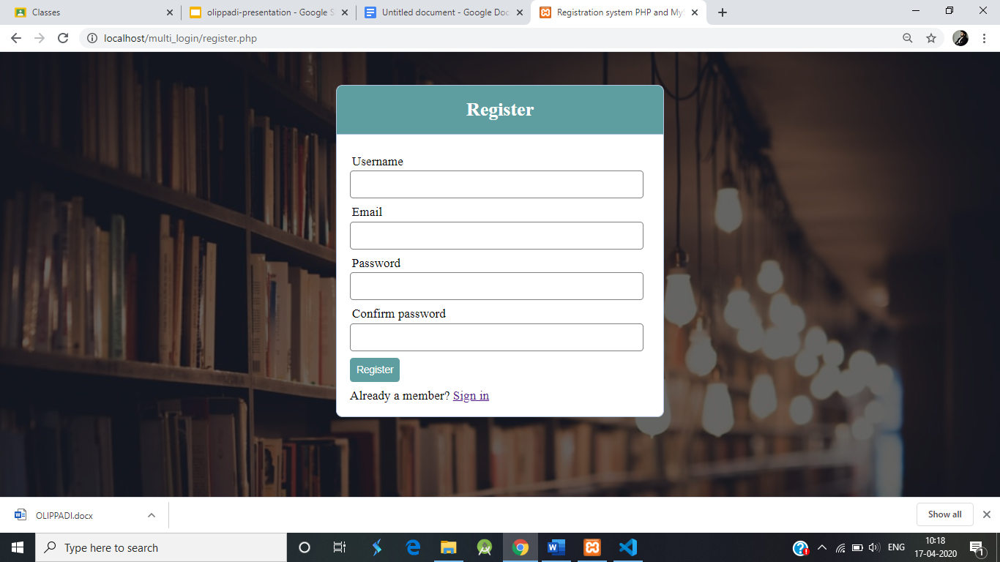 Classes
olippadi-presentation - Google S
Untitled document - Google Doc
Registration system PHP and My
localhost/multi_login/register.php
Register
Username
Email
Password
Confirm password
Register
Already a member? Sign in
OLIPPADI.docx
Show all
Type here to search
ENG
10:18
17-04-2020
1